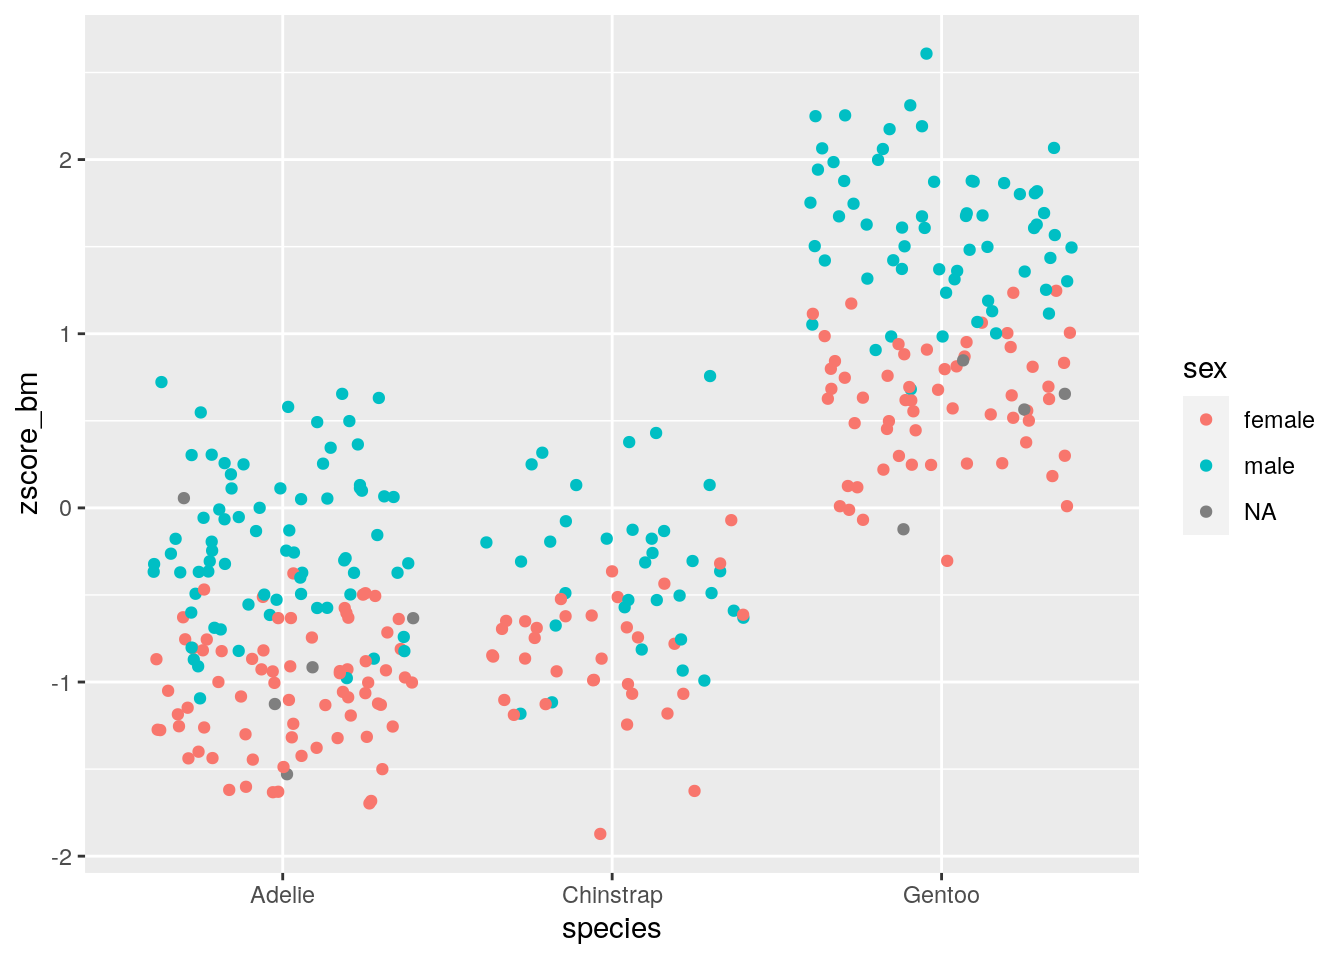 zscore_bm
2
1
0
-1
-2
Adelie Chinstrap Gentoo
species
sex
female
male
NA